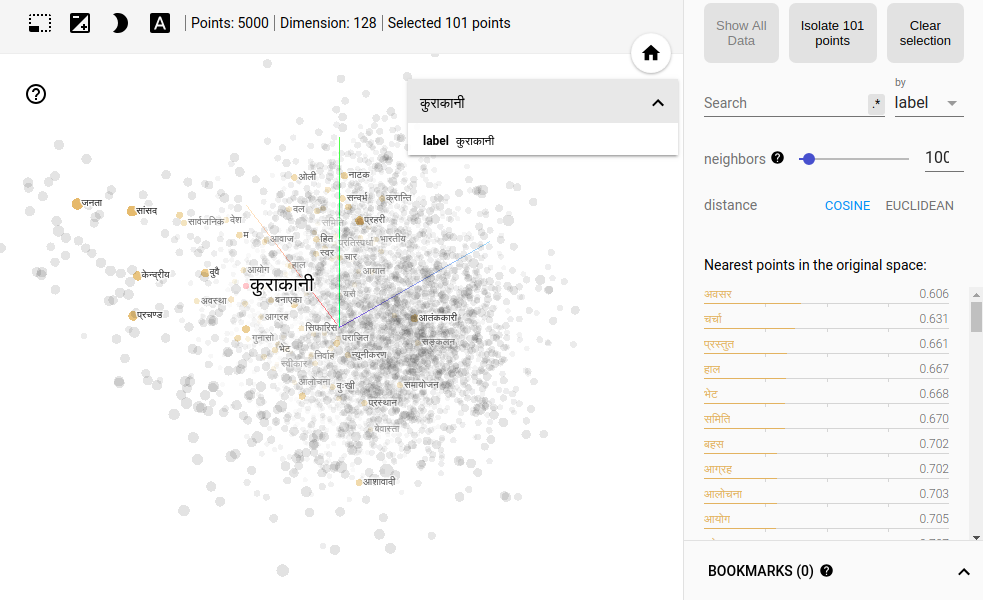 Points: 5000 | Dimension: 128 | Selected 101 points
Show All Data
Isolate 101 points
Clear selection
कुराकानी
label कुराकानी
Search
.*
by
label
neighbors
100
distance
COSINE
EUCLIDEAN
Nearest points in the original space:
अवसर 0.606
चर्चा 0.631
प्रस्तुत 0.661
हाल 0.667
भेट 0.668
समिति 0.670
बहस 0.702
आग्रह 0.702
आलोचना 0.703
आयोग 0.705
BOOKMARKS (0)
ओली
नाटक
सन्दर्भ
क्रान्ति
जनता
सांसद
दल
समिति
प्रहरी
सार्वजनिक
देश
म
आवाज
हित
प्रतिस्पर्धा
भारतीय
स्वर
चार
हाल
आयात
केन्द्रीय
दुवै
आयोग
कुराकानी
यसै
बनाएका
अवस्था
प्रचण्ड
आग्रह
सिफारिस
आतंककारी
गुनासो
पराजित
सङ्कलन
भेट
निर्वाह
न्यूनीकरण
स्वीकार
आलोचना
दुःखी
समायोजन
प्रस्थान
बेवास्ता
आशावादी